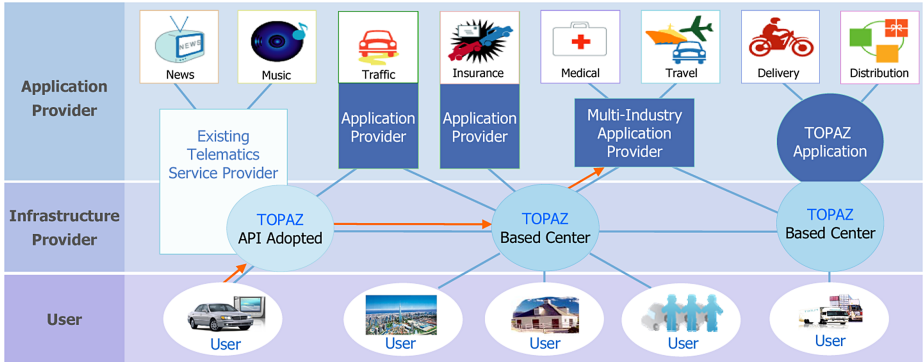 NEWS
News
Music
Traffic
Insurance
Medical
Travel
Delivery
Distribution
Application
Provider
Existing
Telematics
Service Provider
Application
Provider
Application
Provider
Multi-Industry
Application
Provider
TOPAZ
Application
Infrastructure
Provider
TOPAZ
API Adopted
TOPAZ
Based Center
TOPAZ
Based Center
User
User
User
User
User
User